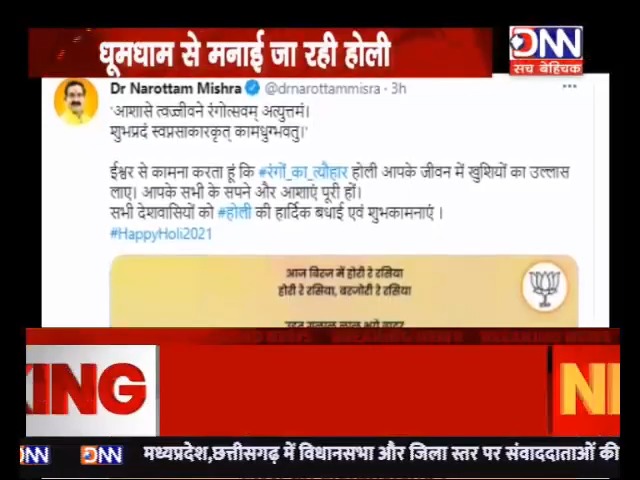 धूमधाम से मनाई जा रही होली
DNN
सच बेहिचक
Dr Narottam Mishra @drnarottammisra · 3h
'आशासे त्वज्जीवने रंगोत्सवम् अत्युत्तमं।
शुभप्रदं स्वप्रसाकारकृत् कामधुग्भवतु।'
ईश्वर से कामना करता हूं कि #रंगों_का_त्यौहार होली आपके जीवन में खुशियों का उल्लास
लाए। आपके सभी के सपने और आशाएं पूरी हों।
सभी देशवासियों को #होली की हार्दिक बधाई एवं शुभकामनाएं ।
#HappyHoli2021
आज बिरज में होरी रे रसिया
होरी रे रसिया, बरजोरी रे रसिया
KING
NE
DNN DNN मध्यप्रदेश,छत्तीसगढ़ में विधानसभा और जिला स्तर पर संवाददाताओं की